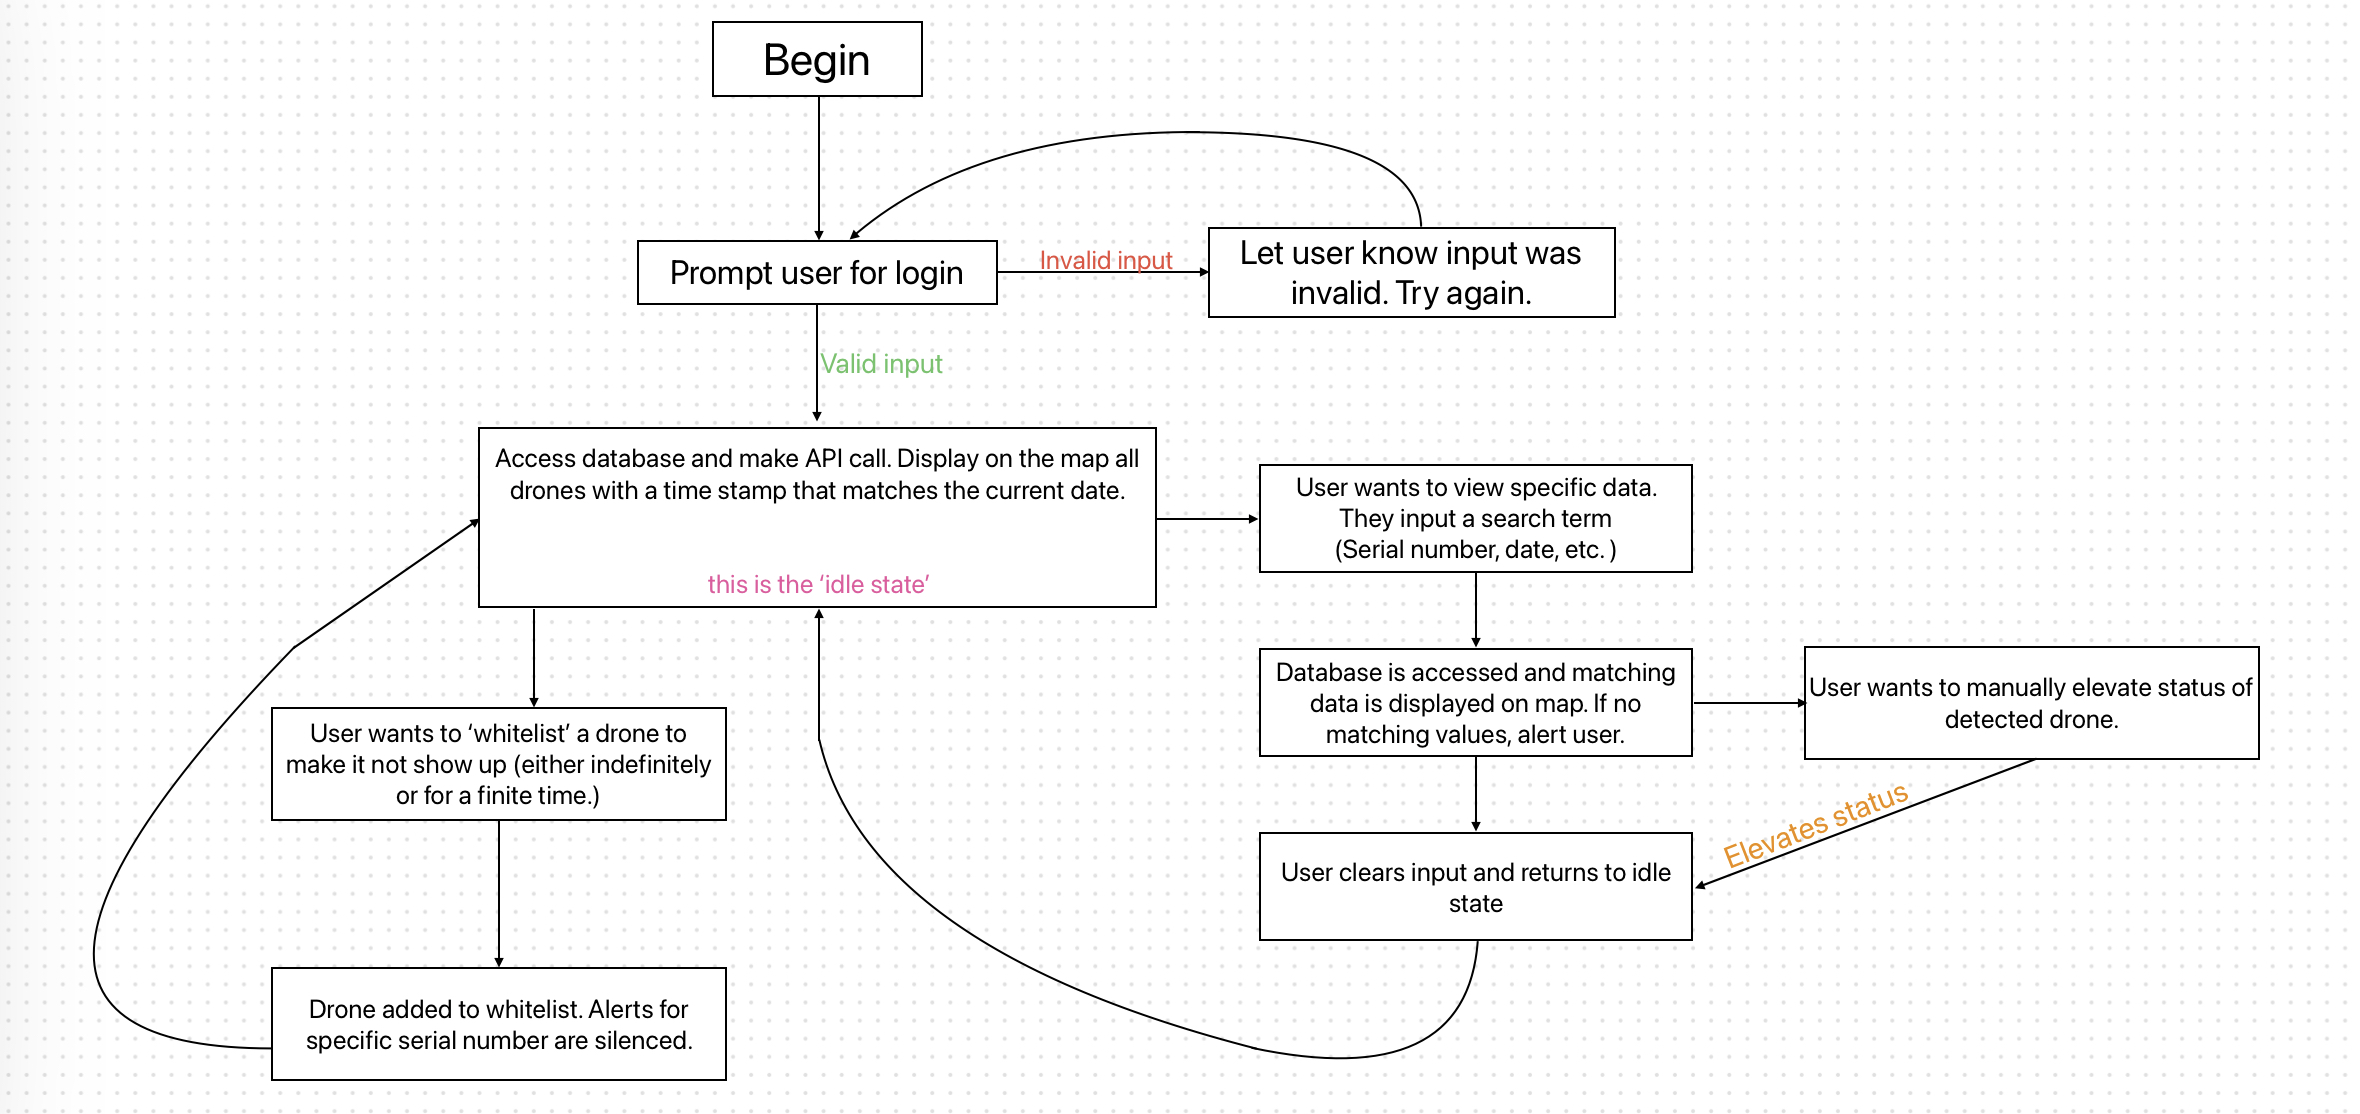 Begin
Prompt user for login
Invalid input
Let user know input was
invalid. Try again.
Valid input
Access database and make API call. Display on the map all
drones with a time stamp that matches the current date.
this is the ‘idle state’
User wants to view specific data.
They input a search term
(Serial number, date, etc. )
Database is accessed and matching
data is displayed on map. If no
matching values, alert user.
User wants to manually elevate status of
detected drone.
Elevates status
User clears input and returns to idle
state
User wants to ‘whitelist’ a drone to
make it not show up (either indefinitely
or for a finite time.)
Drone added to whitelist. Alerts for
specific serial number are silenced.